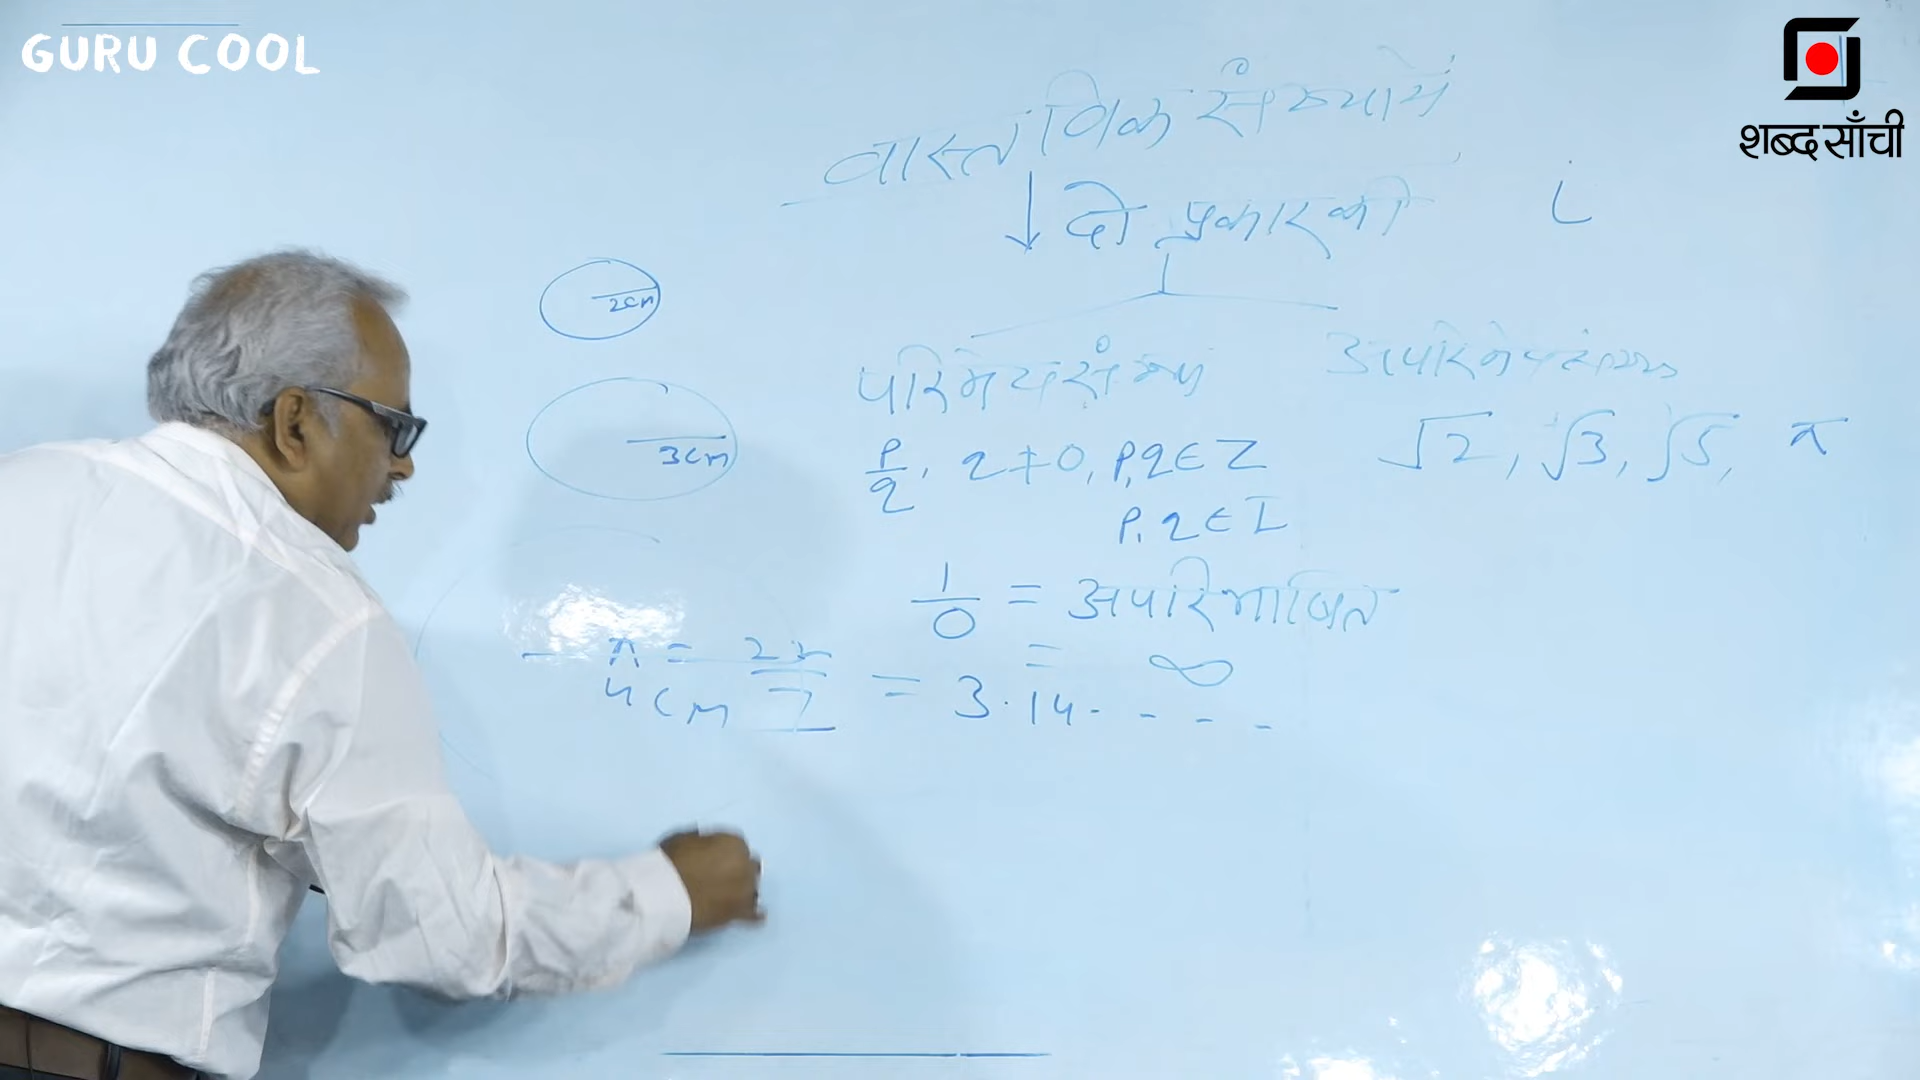 GURU COOL
शब्द साँची
वास्तविक संख्यायें
↓ दो प्रकार की
i
2cm
3cm
परिमेय संख्या
अपरिमेय संख्या
p/q, q≠0, p,q∈Z
p,q∈I
√2, √3, √5, π
1/0 = अपरिभाषित
= ∞
π = 22/7 = 3.14 - - - -
4cm